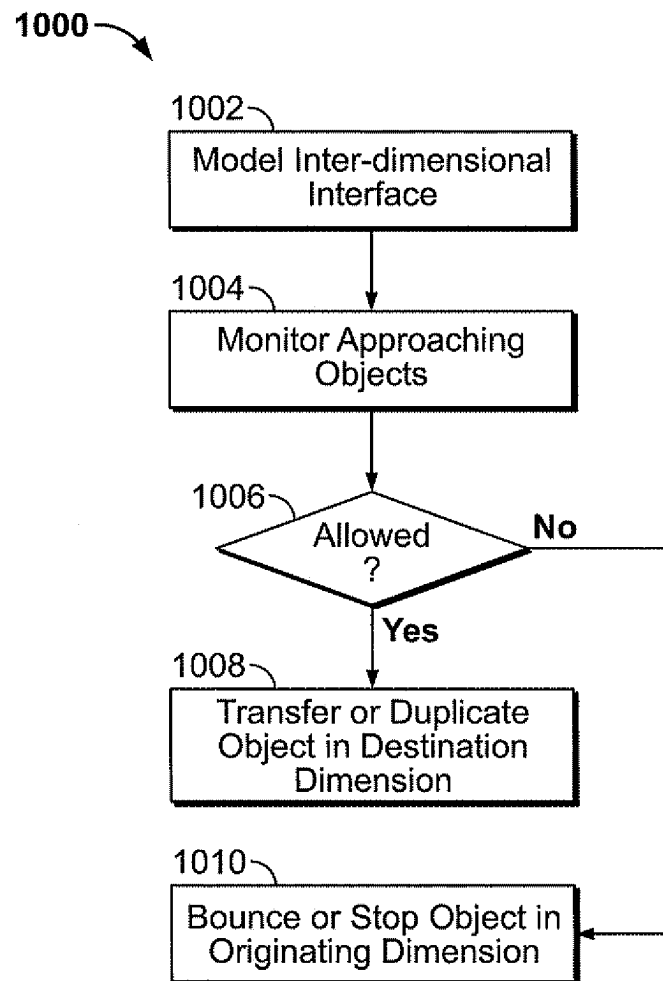 1000
1002
Model Inter-dimensional
Interface
1004
Monitor Approaching
Objects
1006
Allowed
?
No
Yes
1008
Transfer or Duplicate
Object in Destination
Dimension
1010
Bounce or Stop Object in
Originating Dimension